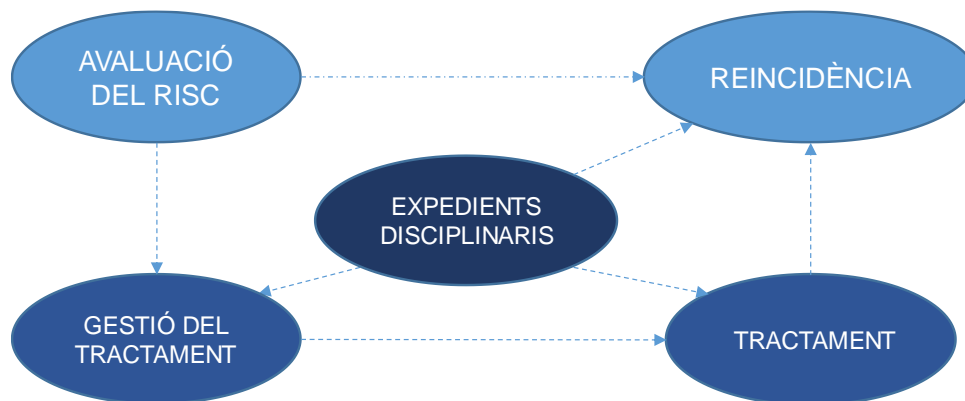 AVALUACIÓ
DEL RISC
REINCIDÈNCIA
EXPEDIENTS
DISCIPLINARIS
GESTIÓ DEL
TRACTAMENT
TRACTAMENT